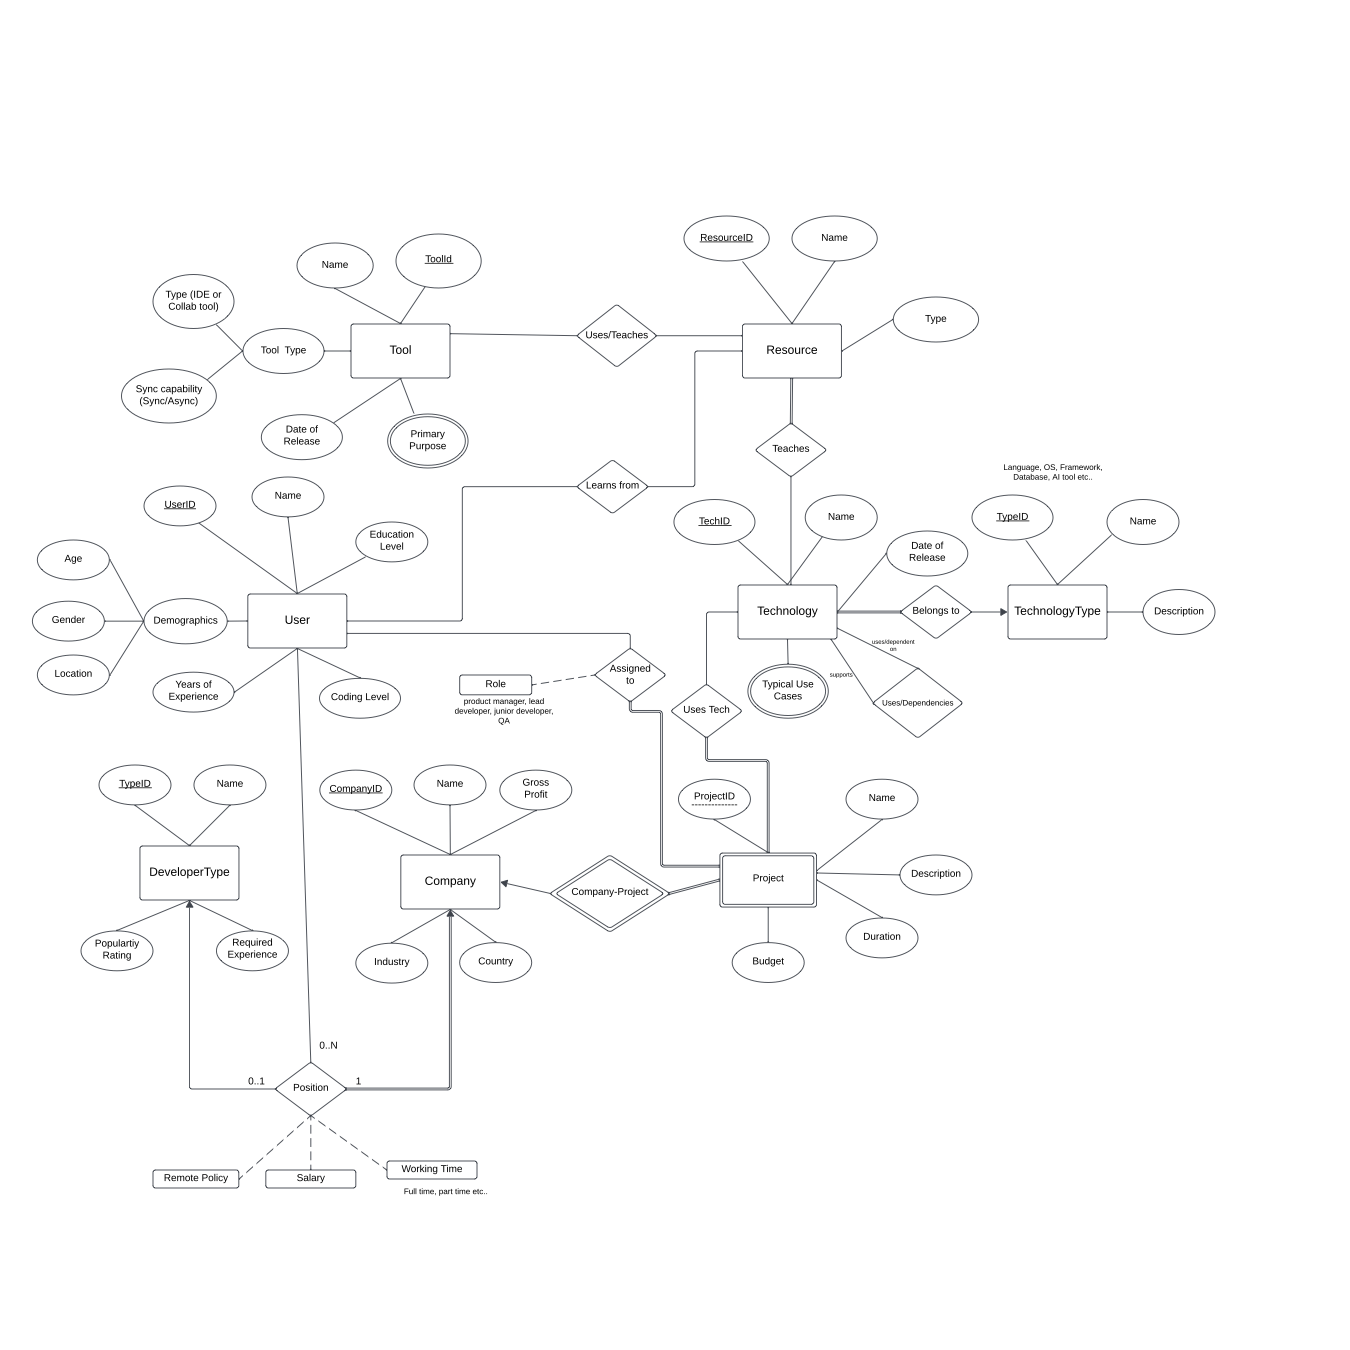 ResourceID
Name
ToolId
Name
Type (IDE or
Collab tool)
Type
Uses/Teaches
Tool  Type
Tool
Resource
Sync capability
(Sync/Async)
Date of
Release
Primary
Purpose
Teaches
Language, OS, Framework,
Database, AI tool etc..
Learns from
UserID
Name
Education
Level
TechID
Name
TypeID
Name
Date of
Release
Age
Gender
Demographics
User
Location
Technology
Belongs to
TechnologyType
Description
uses/dependent
on
supports
Years of
Experience
Coding Level
Role
product manager, lead
developer, junior developer,
QA
Assigned
to
Uses Tech
Typical Use
Cases
Uses/Dependencies
TypeID
Name
CompanyID
Name
Gross
Profit
ProjectID
Name
DeveloperType
Company
Company-Project
Project
Description
Populartiy
Rating
Required
Experience
Industry
Country
Duration
Budget
0..N
0..1
1
Position
Remote Policy
Salary
Working Time
Full time, part time etc..